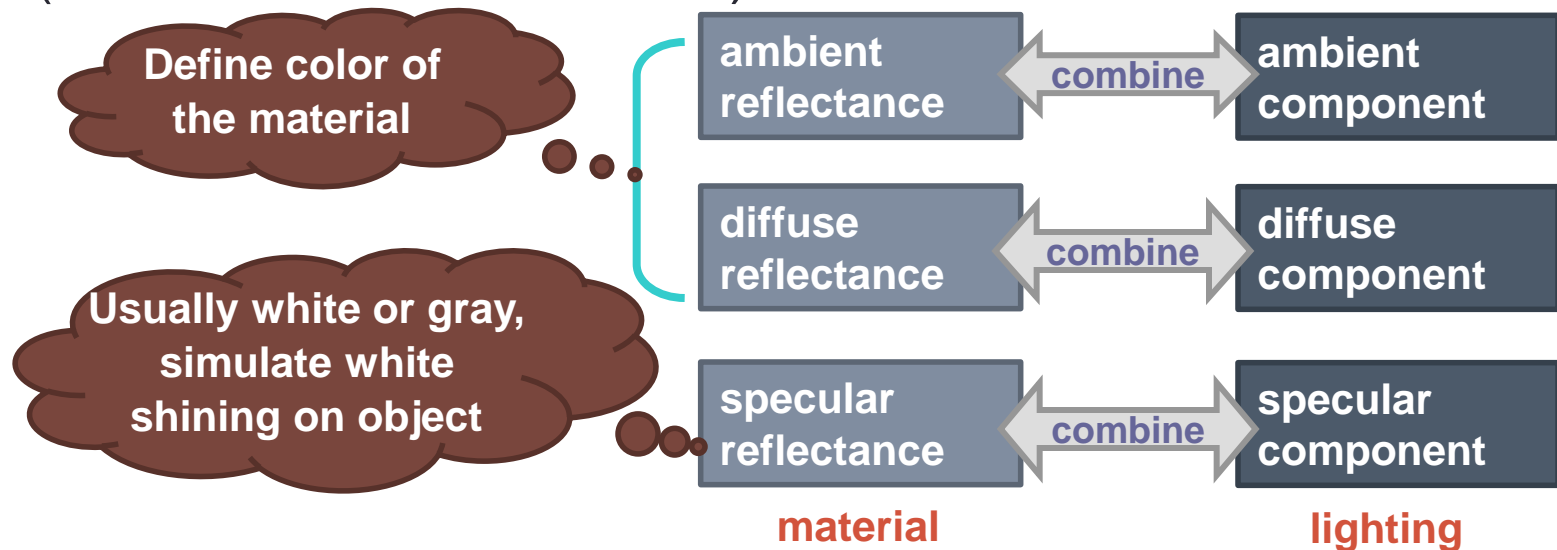 Define color of
the material
ambient
reflectance
combine
ambient
component
diffuse
reflectance
combine
diffuse
component
Usually white or gray,
simulate white
shining on object
specular
reflectance
combine
specular
component
material
lighting